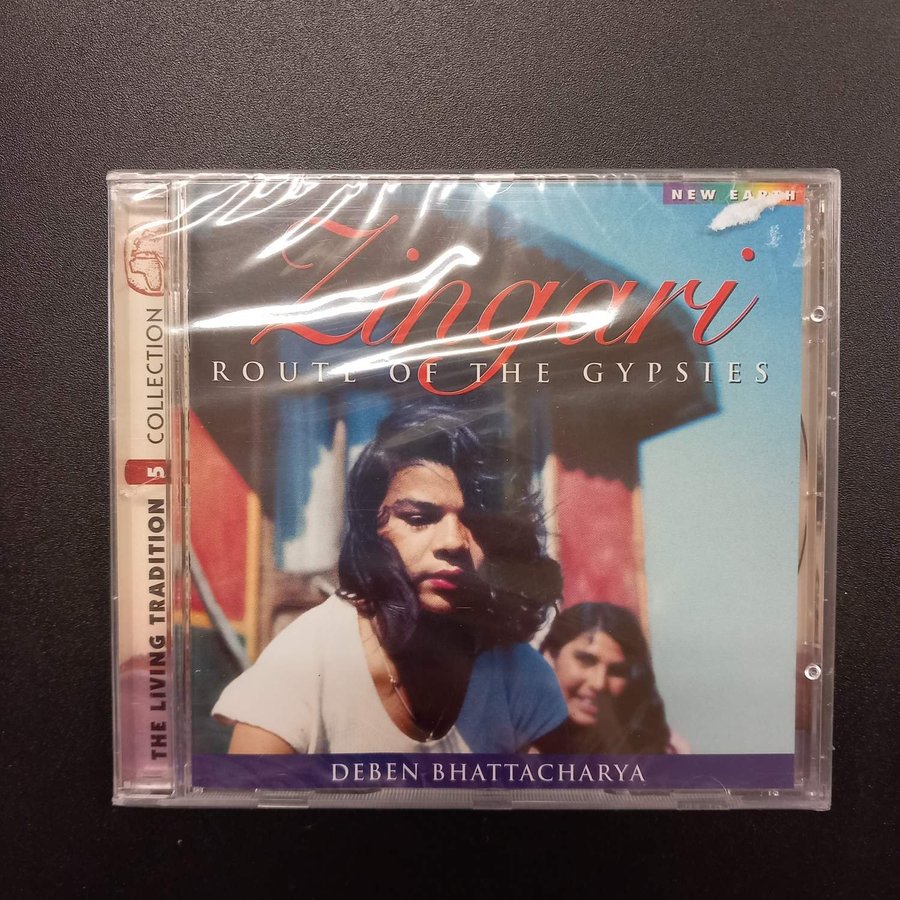 NEW EARTH
Zingari
ROUTE OF THE GYPSIES
THE LIVING TRADITION 5 COLLECTION
DEBEN BHATTACHARYA